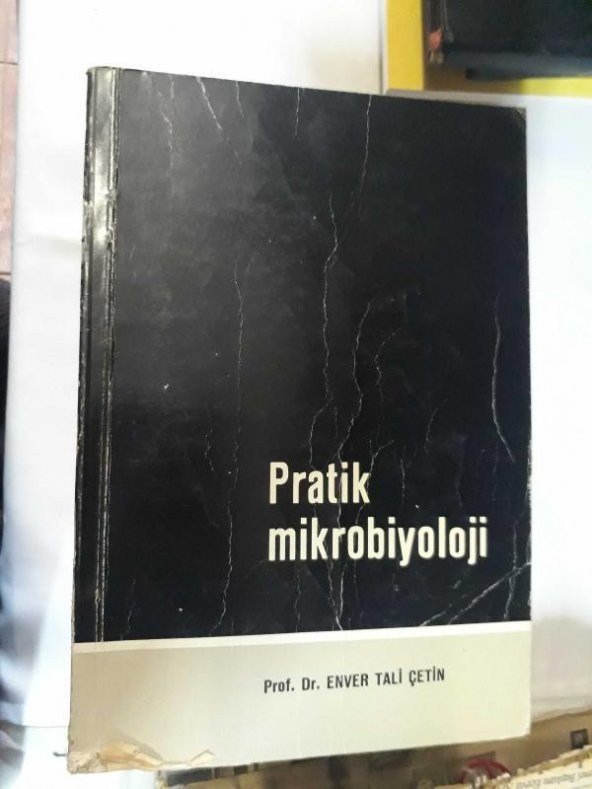 Pratik
mikrobiyoloji
Prof. Dr. ENVER TALİ ÇETİN